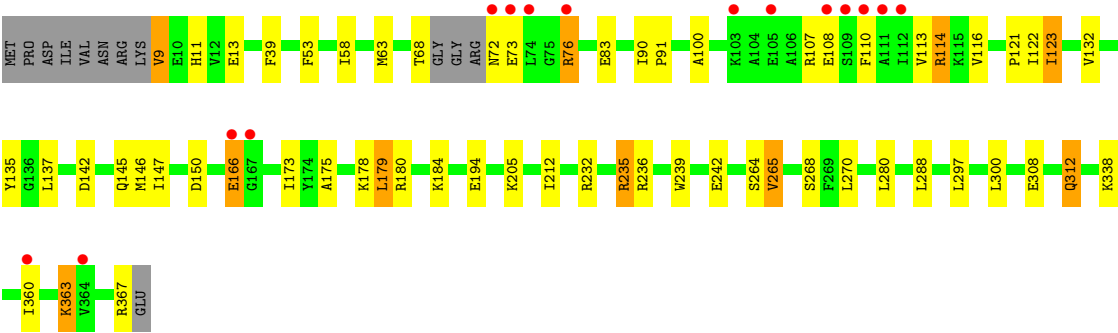 MET PRO ASP ILE VAL ASN ARG LYS V9 E10 H11 V12 E13 F39 F53 I58 M63 T68 GLY GLY ARG N72 E73 L74 G75 R76 E83 I90 P91 A100 K103 A104 E105 A106 R107 E108 S109 F110 A111 I112 V113 R114 K115 V116 P121 I122 I123 V132
Y135 G136 L137 D142 Q145 M146 I147 D150 E166 G167 I173 Y174 A175 K178 L179 R180 K184 E194 K205 I212 R232 R235 R236 W239 E242 S264 V265 S268 F269 L270 L280 L288 L297 L300 E308 Q312 K338
I360 K363 V364 R367 GLU